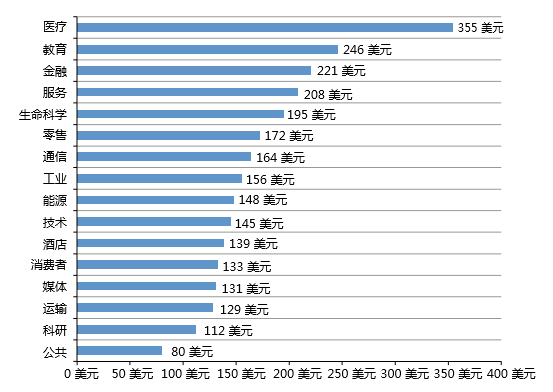 医疗 355 美元
教育 246 美元
金融 221 美元
服务 208 美元
生命科学 195 美元
零售 172 美元
通信 164 美元
工业 156 美元
能源 148 美元
技术 145 美元
酒店 139 美元
消费者 133 美元
媒体 131 美元
运输 129 美元
科研 112 美元
公共 80 美元
0 美元 50 美元 100 美元 150 美元 200 美元 250 美元 300 美元 350 美元 400 美元